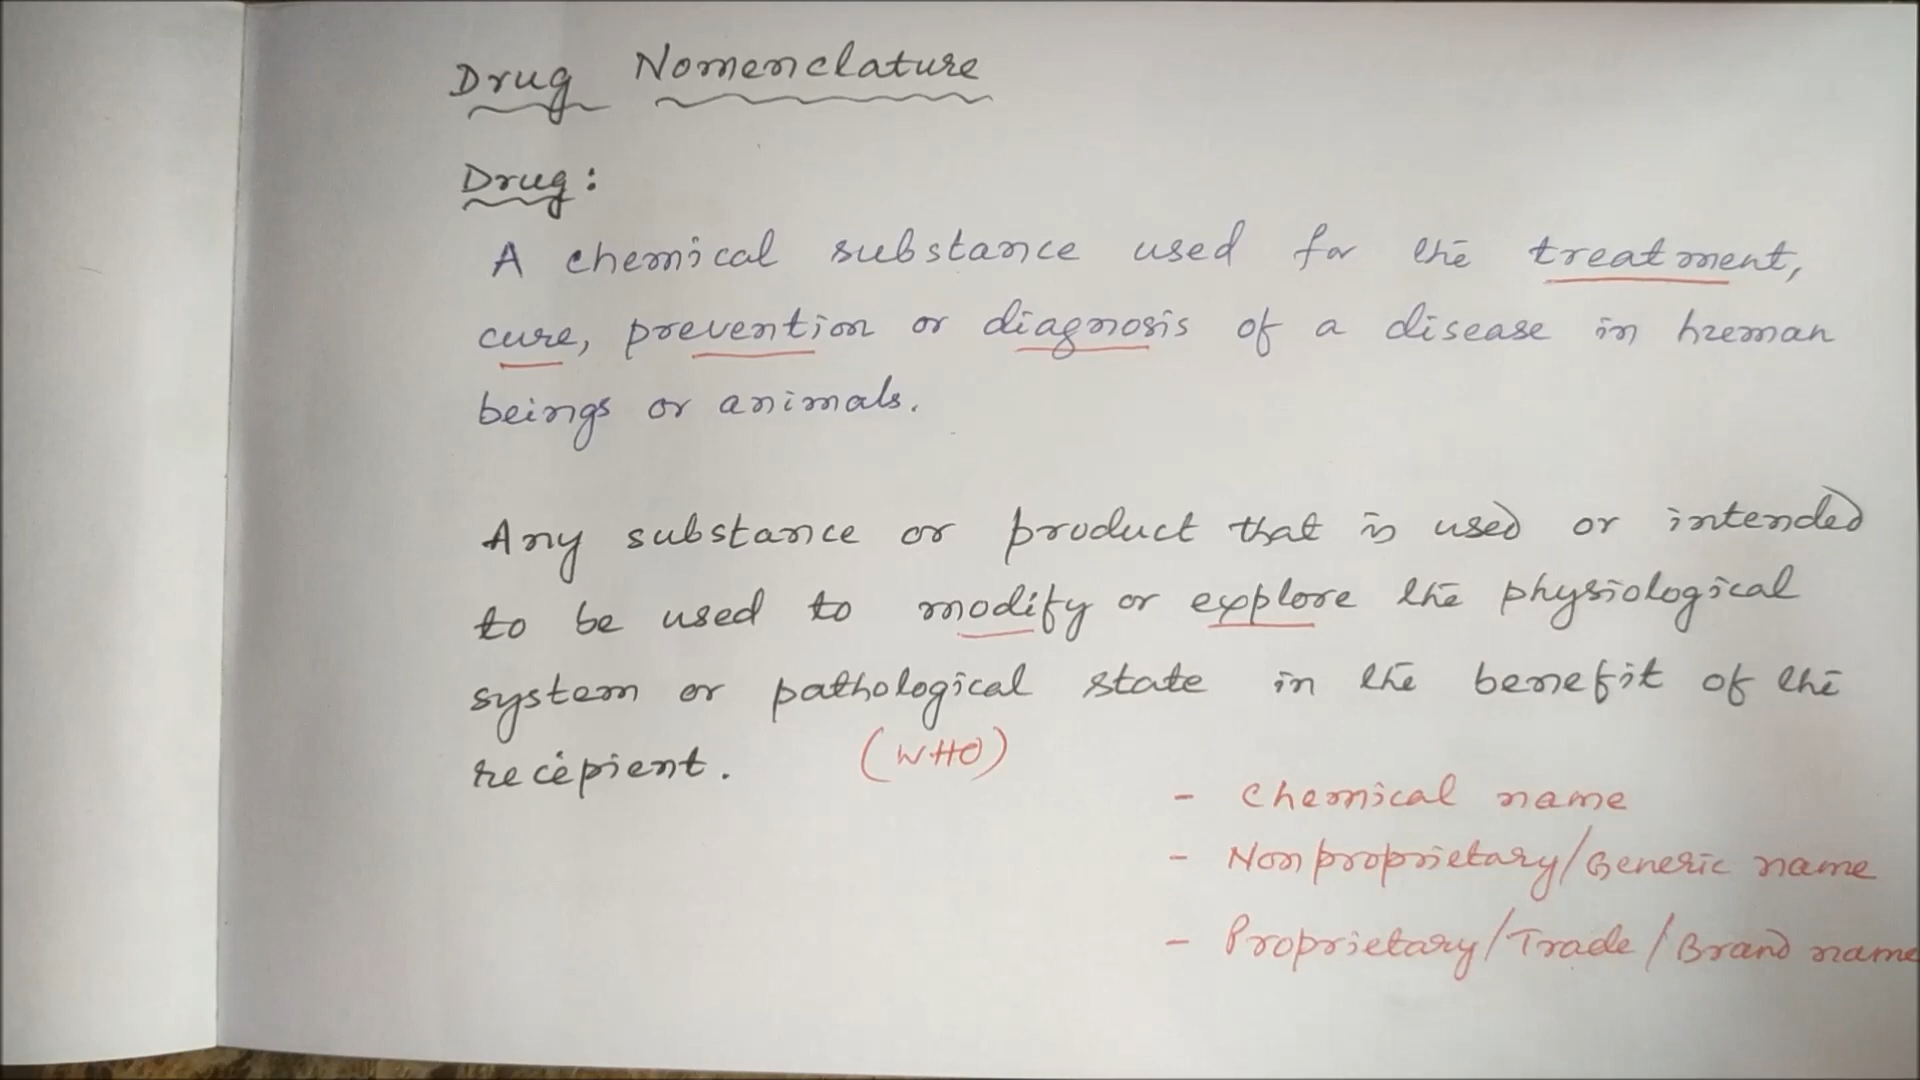 Drug Nomenclature
Drug:
A chemical substance used for the treatment,
cure, prevention or diagnosis of a disease in human
beings or animals.
Any substance or product that is used or intended
to be used to modify or explore the physiological
system or pathological state in the benefit of the
recipient. (WHO)
- Chemical name
- Nonproprietary/Generic name
- Proprietary/Trade/Brand name